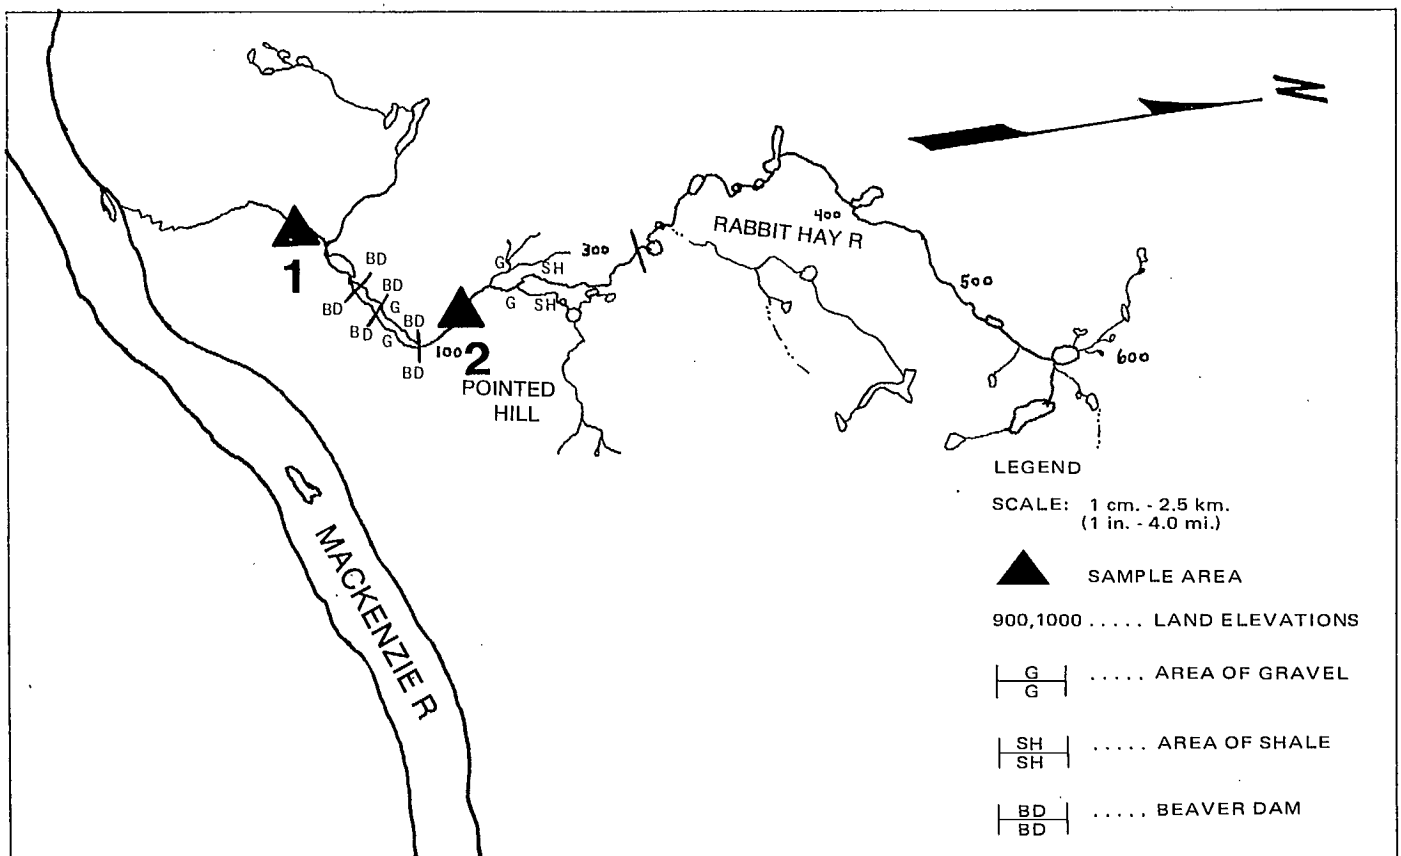 N
RABBIT HAY R
400
300
500
600
100
G
SH
G
SH
BD
BD
BD
G
BD
BD
G
BD
1
2
POINTED
HILL
MACKENZIE R
LEGEND
SCALE: 1 cm. - 2.5 km.
(1 in. - 4.0 mi.)
SAMPLE AREA
900,1000 ..... LAND ELEVATIONS
G
G ..... AREA OF GRAVEL
SH
SH ..... AREA OF SHALE
BD
BD ..... BEAVER DAM